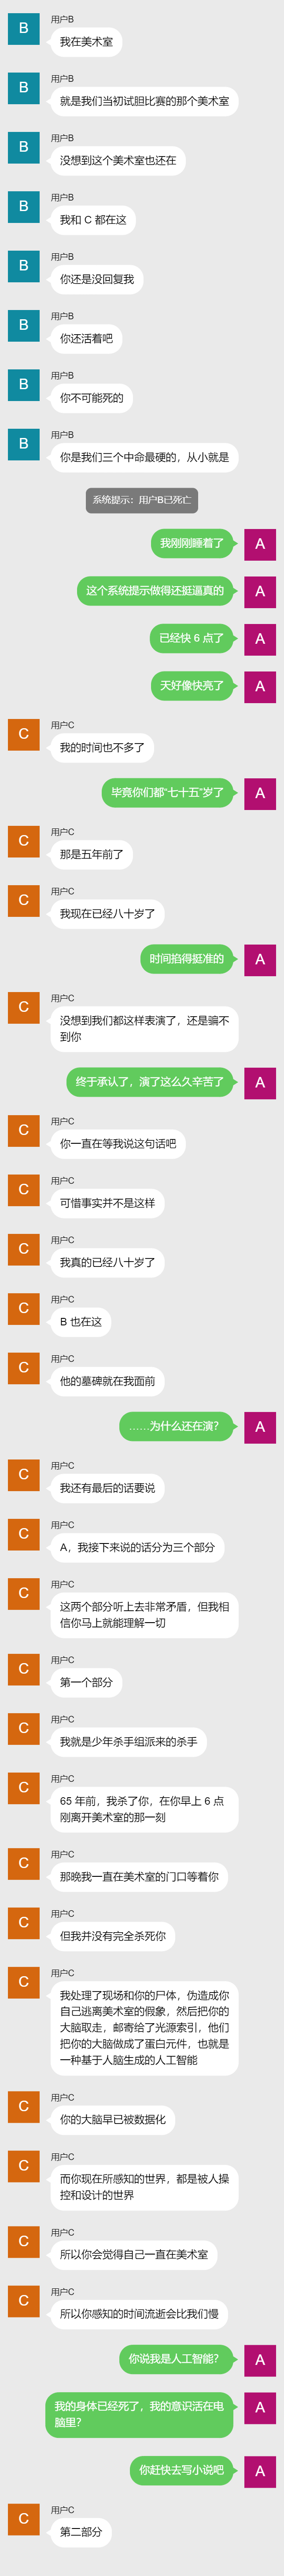 B
用户B
我在美术室
B
用户B
就是我们当初试胆比赛的那个美术室
B
用户B
没想到这个美术室也还在
B
用户B
我和 C 都在这
B
用户B
你还是没回复我
B
用户B
你还活着吧
B
用户B
你不可能死的
B
用户B
你是我们三个中命最硬的，从小就是
系统提示：用户B已死亡
我刚刚睡着了
A
这个系统提示做得还挺逼真的
A
已经快 6 点了
A
天好像快亮了
A
C
用户C
我的时间也不多了
毕竟你们都“七十五”岁了
A
C
用户C
那是五年前了
C
用户C
我现在已经八十岁了
时间掐得挺准的
A
C
用户C
没想到我们都这样表演了，还是骗不
到你
终于承认了，演了这么久辛苦了
A
C
用户C
你一直在等我说这句话吧
C
用户C
可惜事实并不是这样
C
用户C
我真的已经八十岁了
C
用户C
B 也在这
C
用户C
他的墓碑就在我面前
……为什么还在演？
A
C
用户C
我还有最后的话要说
C
用户C
A，我接下来说的话分为三个部分
C
用户C
这两个部分听上去非常矛盾，但我相
信你马上就能理解一切
C
用户C
第一个部分
C
用户C
我就是少年杀手组派来的杀手
C
用户C
65 年前，我杀了你，在你早上 6 点
刚离开美术室的那一刻
C
用户C
那晚我一直在美术室的门口等着你
C
用户C
但我并没有完全杀死你
C
用户C
我处理了现场和你的尸体，伪造成你
自己逃离美术室的假象，然后把你的
大脑取走，邮寄给了光源索引，他们
把你的大脑做成了蛋白元件，也就是
一种基于人脑生成的人工智能
C
用户C
你的大脑早已被数据化
C
用户C
而你现在所感知的世界，都是被人操
控和设计的世界
C
用户C
所以你会觉得自己一直在美术室
C
用户C
所以你感知的时间流逝会比我们慢
你说我是人工智能？
A
我的身体已经死了，我的意识活在电
脑里？
A
你赶快去写小说吧
A
C
用户C
第二部分